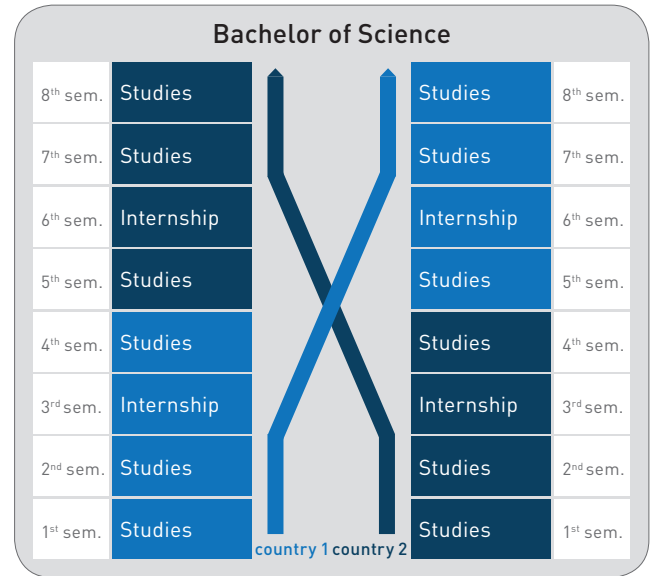 Bachelor of Science
8th sem. Studies Studies 8th sem.
7th sem. Studies Studies 7th sem.
6th sem. Internship Internship 6th sem.
5th sem. Studies Studies 5th sem.
4th sem. Studies Studies 4th sem.
3rd sem. Internship Internship 3rd sem.
2nd sem. Studies Studies 2nd sem.
1st sem. Studies Studies 1st sem.
country 1 country 2